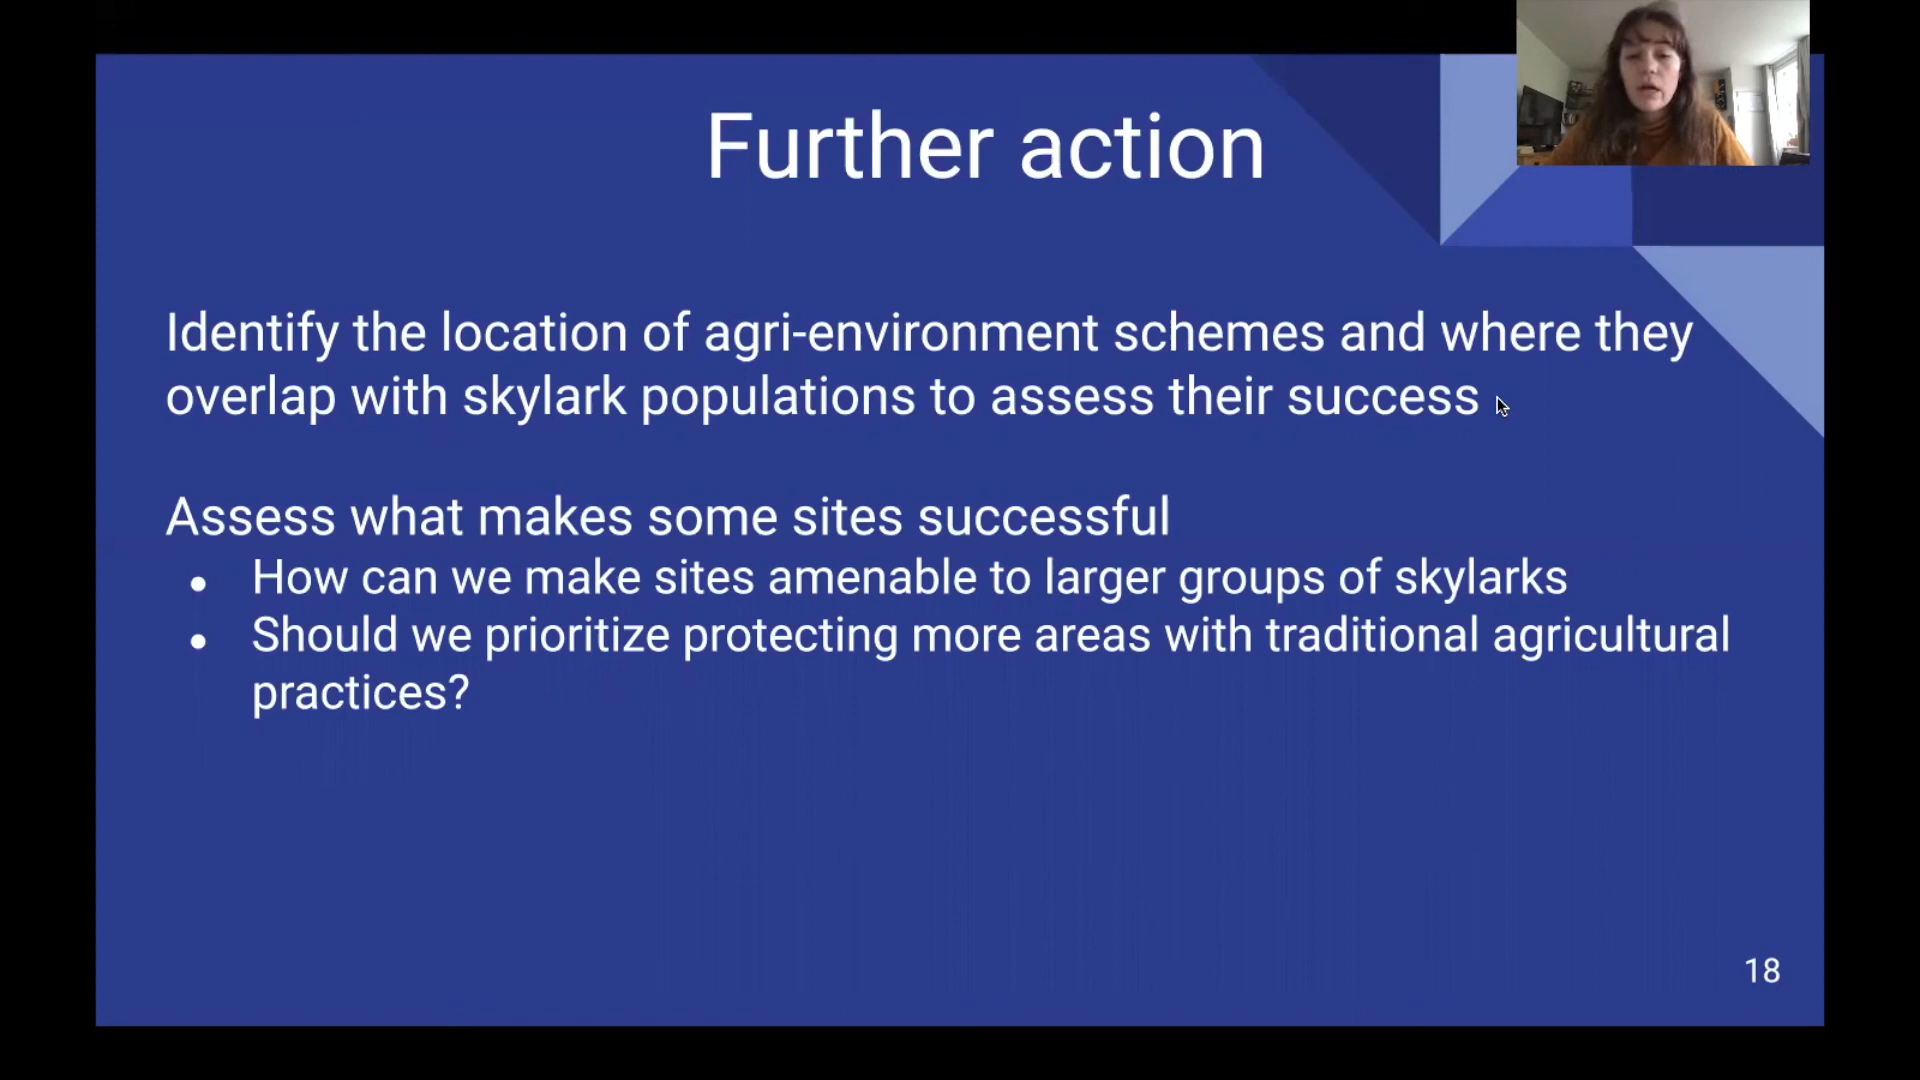 Further action
Identify the location of agri-environment schemes and where they
overlap with skylark populations to assess their success
Assess what makes some sites successful
● How can we make sites amenable to larger groups of skylarks
● Should we prioritize protecting more areas with traditional agricultural
practices?
18